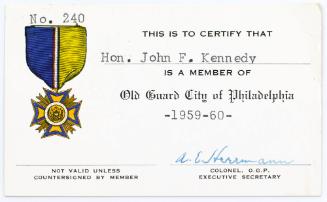 No. 240
THIS IS TO CERTIFY THAT
Hon. John F. Kennedy
IS A MEMBER OF
Old Guard City of Philadelphia
-1959-60-
A. E. Herrmann
NOT VALID UNLESS
COUNTERSIGNED BY MEMBER
COLONEL, O.G.P.
EXECUTIVE SECRETARY